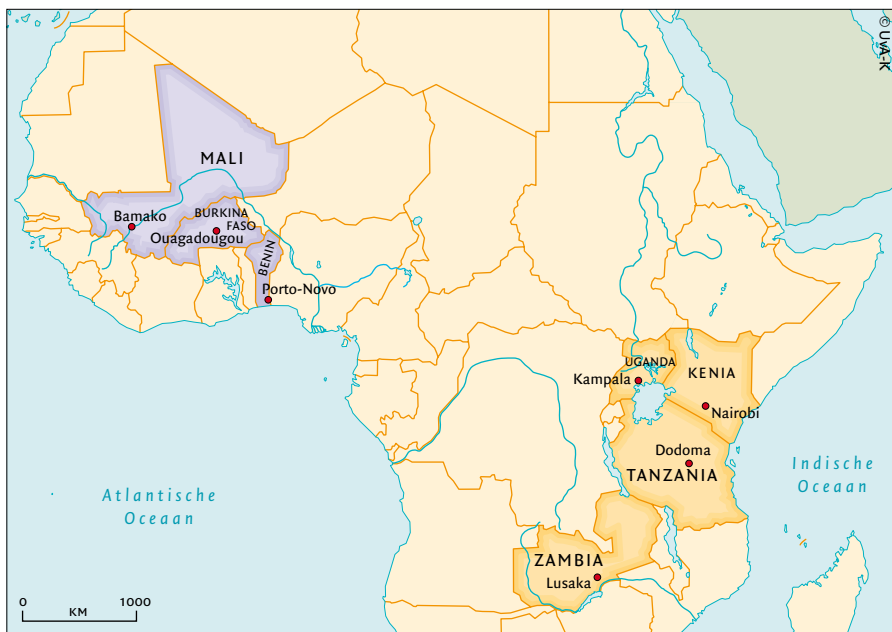 © UvA-K
MALI
Bamako
BURKINA
FASO
Ouagadougou
BENIN
Porto-Novo
UGANDA
Kampala
KENIA
Nairobi
Dodoma
TANZANIA
Atlantische
Oceaan
Indische
Oceaan
ZAMBIA
Lusaka
0 1000
KM